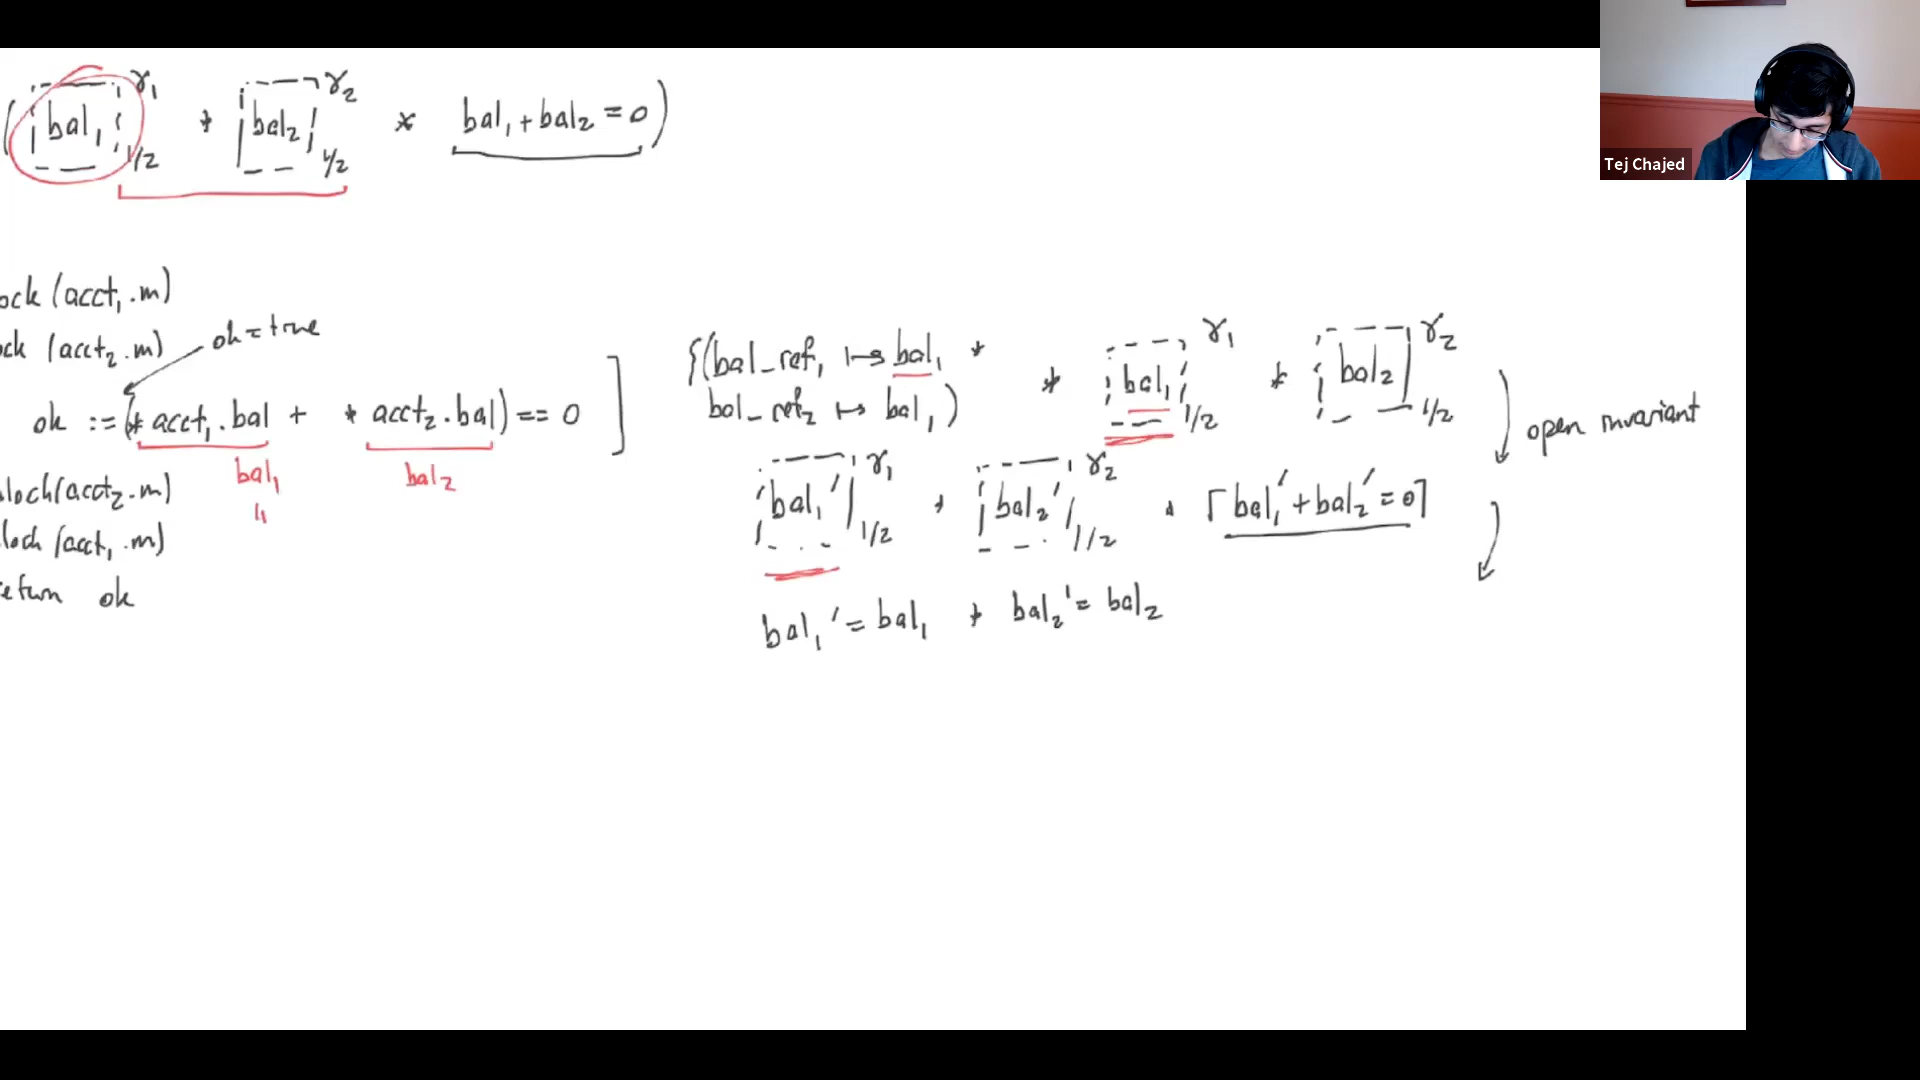 (bal₁ γ₁ 1/2 * bal₂ γ₂ 1/2 * bal₁ + bal₂ = 0)
Tej Chajed
ock (acct₁.m)
ck (acct₂.m)
ok = true
ok := (* acct₁.bal + * acct₂.bal) == 0
bal₁
bal₂
lock(acct₂.m)
lock (acct₁.m)
eturn ok
{(bal_ref₁ ↦ bal₁ *
bal_ref₂ ↦ bal₁)
* bal₁ γ₁ 1/2 * bal₂ γ₂ 1/2
open invariant
bal₁′ γ₁ 1/2 * bal₂′ γ₂ 1/2 * ⌈bal₁′ + bal₂′ = 0⌉
bal₁′ = bal₁ * bal₂′ = bal₂